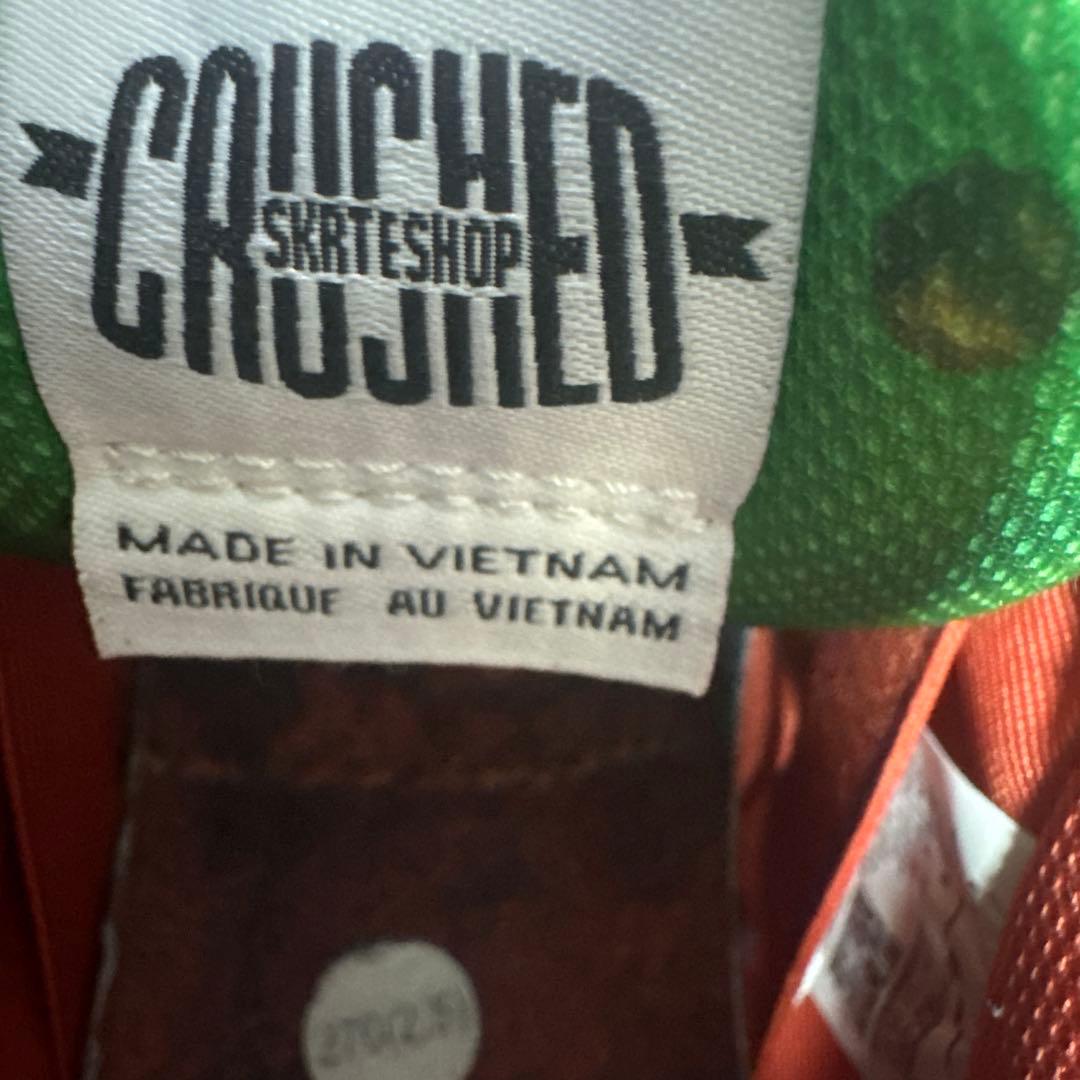 CRUSHED
SKATESHOP
MADE IN VIETNAM
FABRIQUE AU VIETNAM